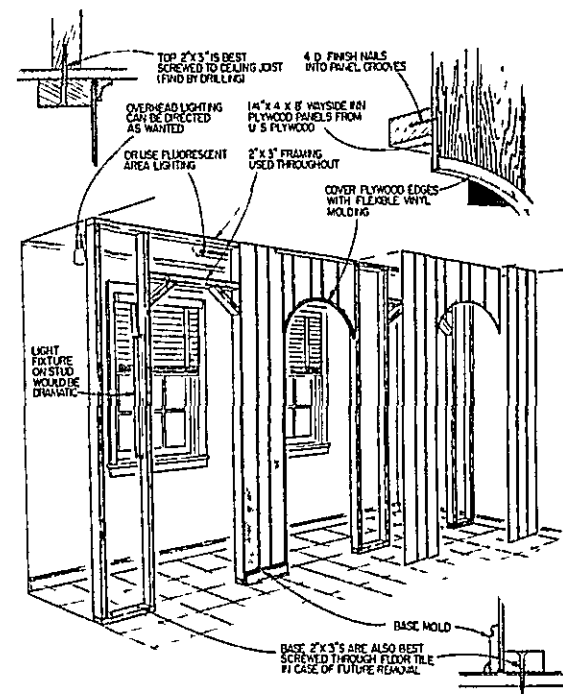 TOP 2"X 3" IS BEST
SCREWED TO CEILING JOIST
(FIND BY DRILLING)
4 D FINISH NAILS
INTO PANEL GROOVES
OVERHEAD LIGHTING
CAN BE DIRECTED
AS WANTED
1/4" X 4 X 8' WAYSIDE INN
PLYWOOD PANELS FROM
U S PLYWOOD
OR USE FLUORESCENT
AREA LIGHTING
2" X 3" FRAMING
USED THROUGHOUT
COVER PLYWOOD EDGES
WITH FLEXIBLE VINYL
MOLDING
LIGHT
FIXTURE
ON STUD
WOULD BE
DRAMATIC
BASE MOLD
BASE 2"X 3"S ARE ALSO BEST
SCREWED THROUGH FLOOR TILE
IN CASE OF FUTURE REMOVAL